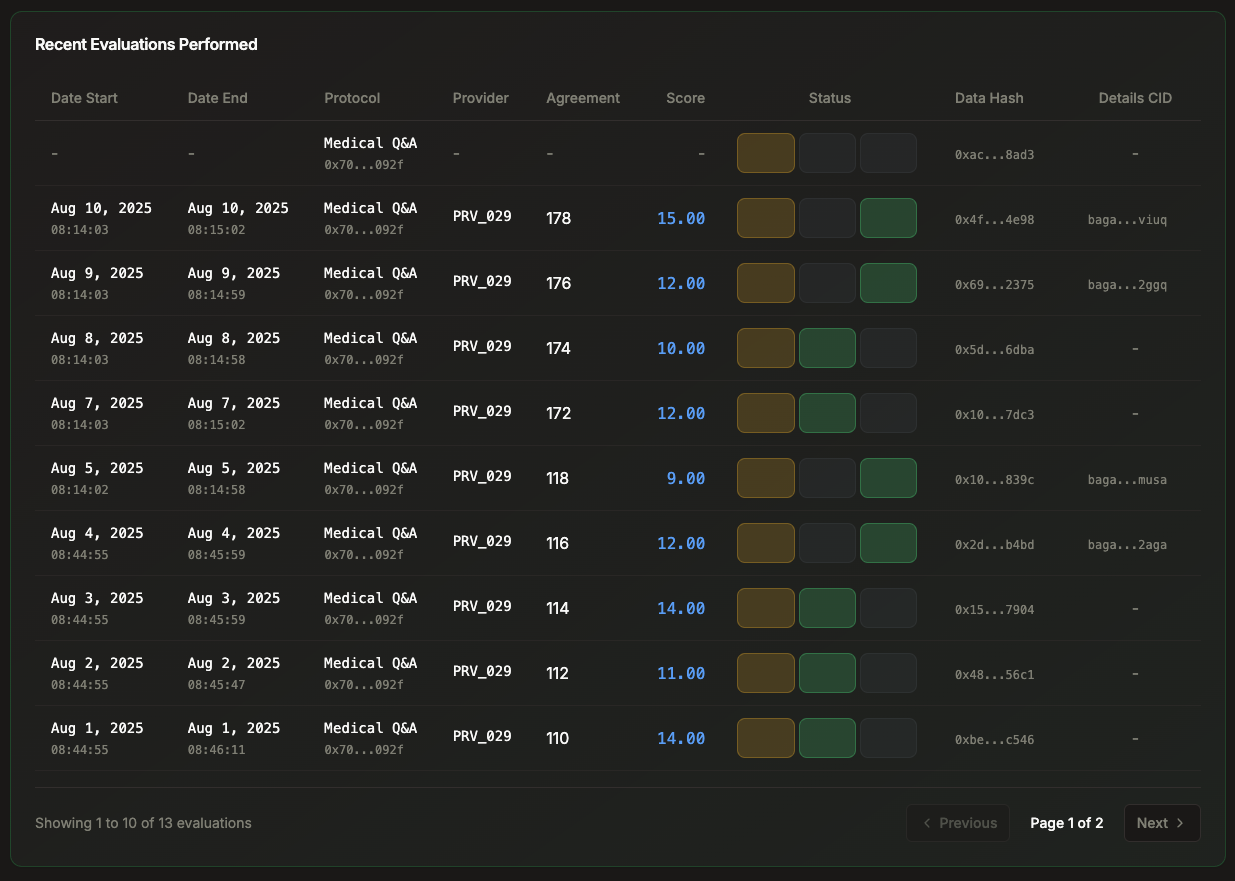 Recent Evaluations Performed
Date Start Date End Protocol Provider Agreement Score Status Data Hash Details CID
- - Medical Q&A - - - 0xac...8ad3 -
0x70...092f
Aug 10, 2025 Aug 10, 2025 Medical Q&A PRV_029 178 15.00 0x4f...4e98 baga...viuq
08:14:03 08:15:02 0x70...092f
Aug 9, 2025 Aug 9, 2025 Medical Q&A PRV_029 176 12.00 0x69...2375 baga...2ggq
08:14:03 08:14:59 0x70...092f
Aug 8, 2025 Aug 8, 2025 Medical Q&A PRV_029 174 10.00 0x5d...6dba -
08:14:03 08:14:58 0x70...092f
Aug 7, 2025 Aug 7, 2025 Medical Q&A PRV_029 172 12.00 0x10...7dc3 -
08:14:03 08:15:02 0x70...092f
Aug 5, 2025 Aug 5, 2025 Medical Q&A PRV_029 118 9.00 0x10...839c baga...musa
08:14:02 08:14:58 0x70...092f
Aug 4, 2025 Aug 4, 2025 Medical Q&A PRV_029 116 12.00 0x2d...b4bd baga...2aga
08:44:55 08:45:59 0x70...092f
Aug 3, 2025 Aug 3, 2025 Medical Q&A PRV_029 114 14.00 0x15...7904 -
08:44:55 08:45:59 0x70...092f
Aug 2, 2025 Aug 2, 2025 Medical Q&A PRV_029 112 11.00 0x48...56c1 -
08:44:55 08:45:47 0x70...092f
Aug 1, 2025 Aug 1, 2025 Medical Q&A PRV_029 110 14.00 0xbe...c546 -
08:44:55 08:46:11 0x70...092f
Showing 1 to 10 of 13 evaluations Previous Page 1 of 2 Next